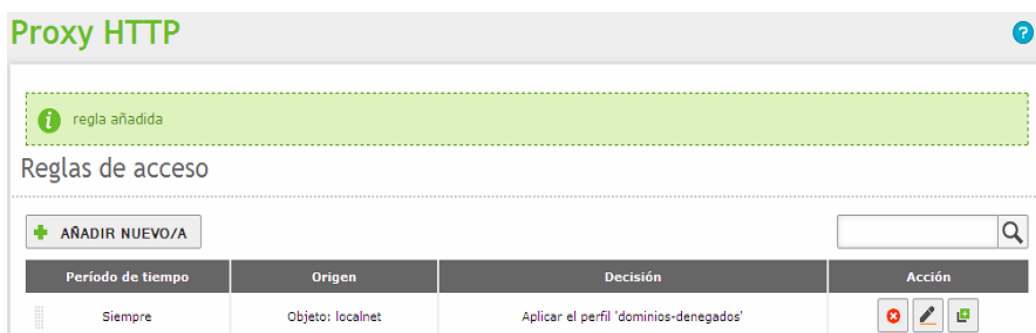 Proxy HTTP
?
i regla añadida
Reglas de acceso
AÑADIR NUEVO/A
Período de tiempo Origen Decisión Acción
Siempre Objeto: localnet Aplicar el perfil 'dominios-denegados'